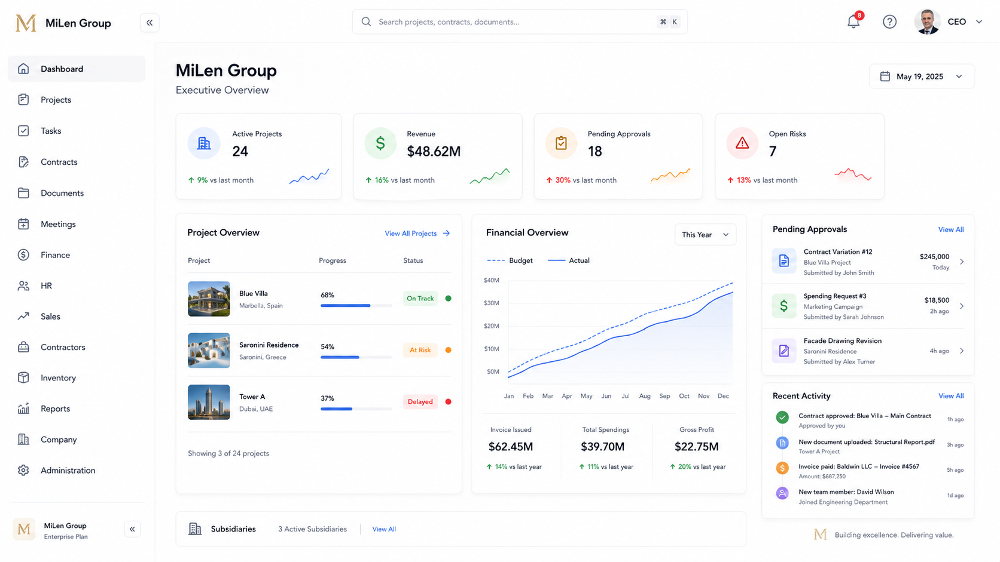 M MiLen Group
Search projects, contracts, documents...
⌘ K
8
CEO
Dashboard
Projects
Tasks
Contracts
Documents
Meetings
Finance
HR
Sales
Contractors
Inventory
Reports
Company
Administration
M MiLen Group
Enterprise Plan
MiLen Group
Executive Overview
May 19, 2025
Active Projects
24
9% vs last month
Revenue
$48.62M
16% vs last month
Pending Approvals
18
30% vs last month
Open Risks
7
13% vs last month
Project Overview
View All Projects
Project Progress Status
Blue Villa
Marbella, Spain
68%
On Track
Saronini Residence
Saronini, Greece
54%
At Risk
Tower A
Dubai, UAE
37%
Delayed
Showing 3 of 24 projects
Financial Overview
This Year
Budget Actual
$40M
$30M
$20M
$10M
$0M
Jan Feb Mar Apr May Jun Jul Aug Sep Oct Nov Dec
Invoice Issued
$62.45M
14% vs last year
Total Spendings
$39.70M
11% vs last year
Gross Profit
$22.75M
20% vs last year
Pending Approvals
View All
Contract Variation #12
Blue Villa Project
Submitted by John Smith
$245,000
Today
Spending Request #3
Marketing Campaign
Submitted by Sarah Johnson
$18,500
2h ago
Facade Drawing Revision
Saronini Residence
Submitted by Alex Turner
4h ago
Recent Activity
View All
Contract approved: Blue Villa – Main Contract
Approved by you
1h ago
New document uploaded: Structural Report.pdf
Tower A Project
3h ago
Invoice paid: Baldwin LLC – Invoice #4567
Amount: $687,250
5h ago
New team member: David Wilson
Joined Engineering Department
1d ago
Subsidiaries
3 Active Subsidiaries
View All
M Building excellence. Delivering value.